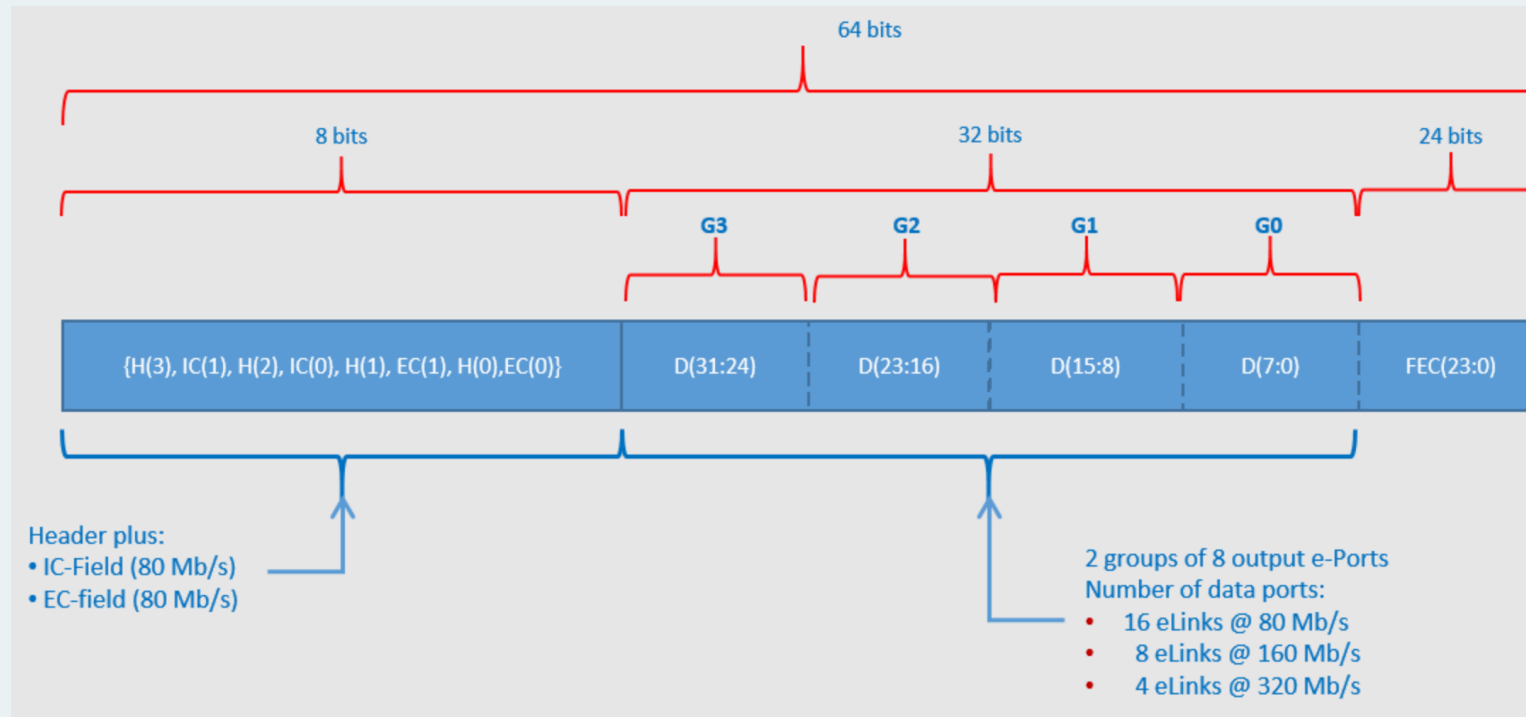 64 bits
8 bits
32 bits
24 bits
G3
G2
G1
G0
{H(3), IC(1), H(2), IC(0), H(1), EC(1), H(0),EC(0)}
D(31:24)
D(23:16)
D(15:8)
D(7:0)
FEC(23:0)
Header plus:
• IC-Field (80 Mb/s)
• EC-field (80 Mb/s)
2 groups of 8 output e-Ports
Number of data ports:
• 16 eLinks @ 80 Mb/s
• 8 eLinks @ 160 Mb/s
• 4 eLinks @ 320 Mb/s